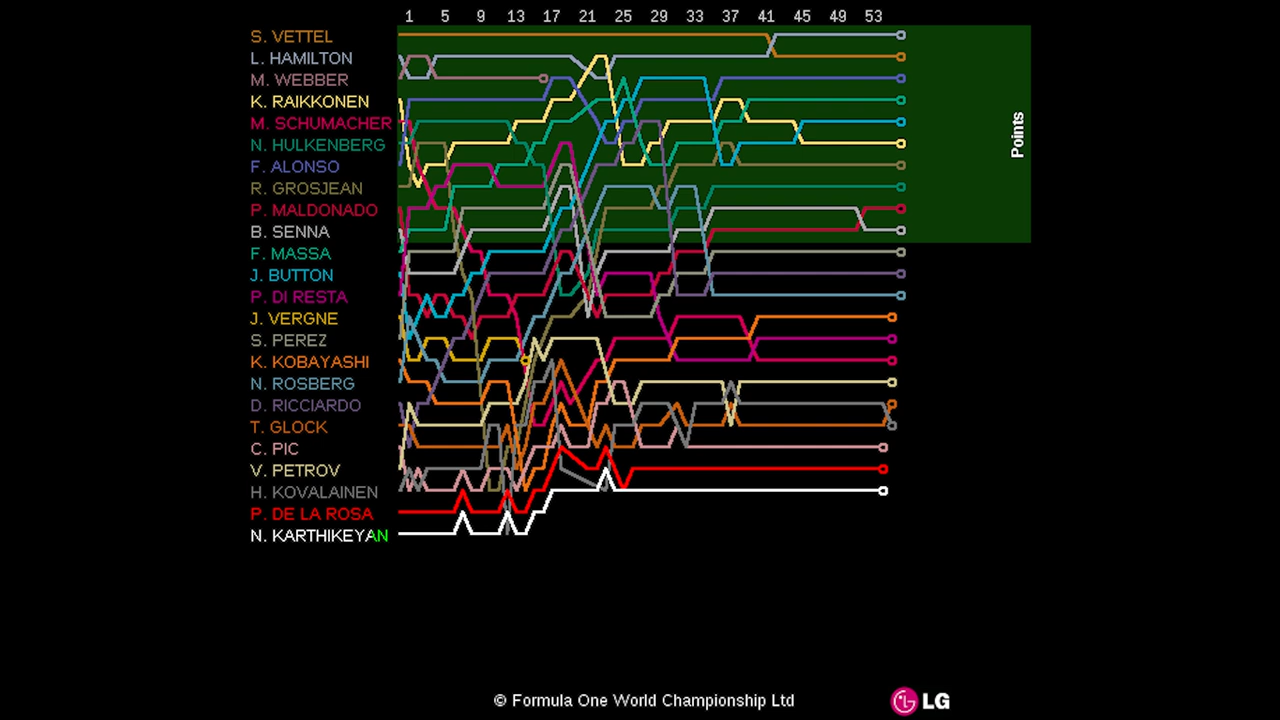 1 5 9 13 17 21 25 29 33 37 41 45 49 53
S. VETTEL
L. HAMILTON
M. WEBBER
K. RAIKKONEN
M. SCHUMACHER
N. HULKENBERG
F. ALONSO
R. GROSJEAN
P. MALDONADO
B. SENNA
F. MASSA
J. BUTTON
P. DI RESTA
J. VERGNE
S. PEREZ
K. KOBAYASHI
N. ROSBERG
D. RICCIARDO
T. GLOCK
C. PIC
V. PETROV
H. KOVALAINEN
P. DE LA ROSA
N. KARTHIKEYAN
Points
© Formula One World Championship Ltd
LG